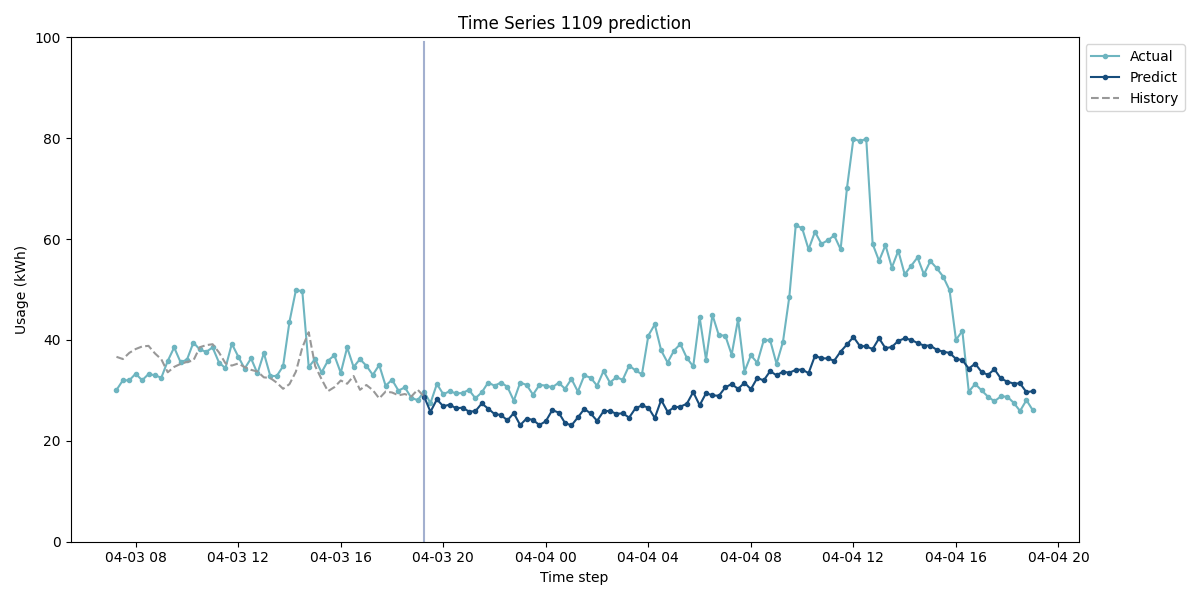 Time Series 1109 prediction
100
80
60
40
20
0
Usage (kWh)
04-03 08
04-03 12
04-03 16
04-03 20
04-04 00
04-04 04
04-04 08
04-04 12
04-04 16
04-04 20
Time step
Actual
Predict
History